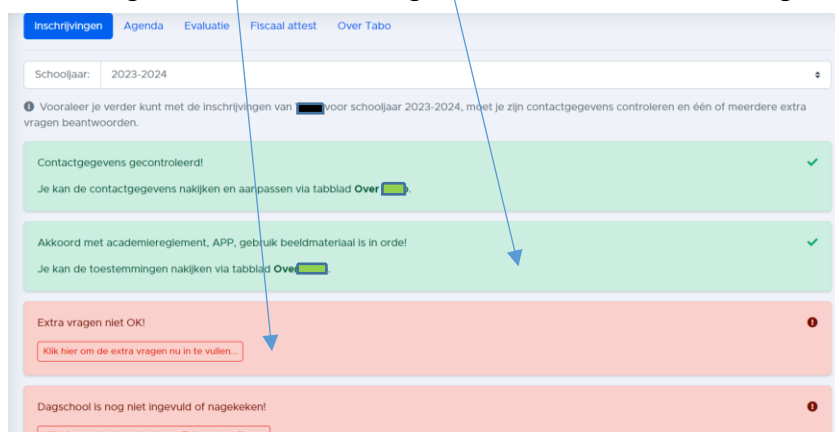 Inschrijvingen Agenda Evaluatie Fiscaal attest Over Tabo
Schooljaar: 2023-2024
Vooraleer je verder kunt met de inschrijvingen van voor schooljaar 2023-2024, moet je zijn contactgegevens controleren en één of meerdere extra
vragen beantwoorden.
Contactgegevens gecontroleerd!
Je kan de contactgegevens nakijken en aanpassen via tabblad Over .
Akkoord met academiereglement, APP, gebruik beeldmateriaal is in orde!
Je kan de toestemmingen nakijken via tabblad Over .
Extra vragen niet OK!
Klik hier om de extra vragen nu in te vullen...
Dagschool is nog niet ingevuld of nagekeken!